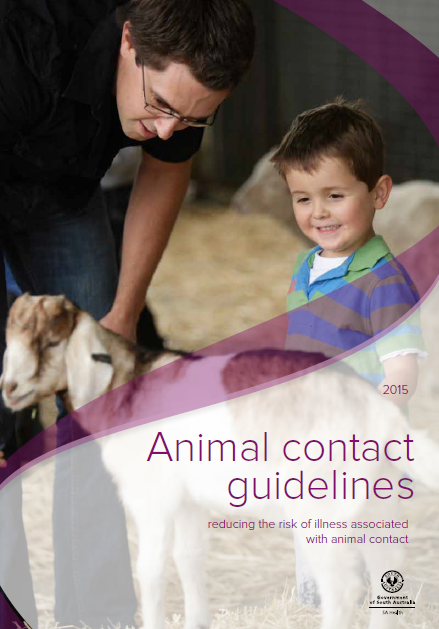 2015
Animal contact
guidelines
reducing the risk of illness associated
with animal contact
Government
of South Australia
SA Health